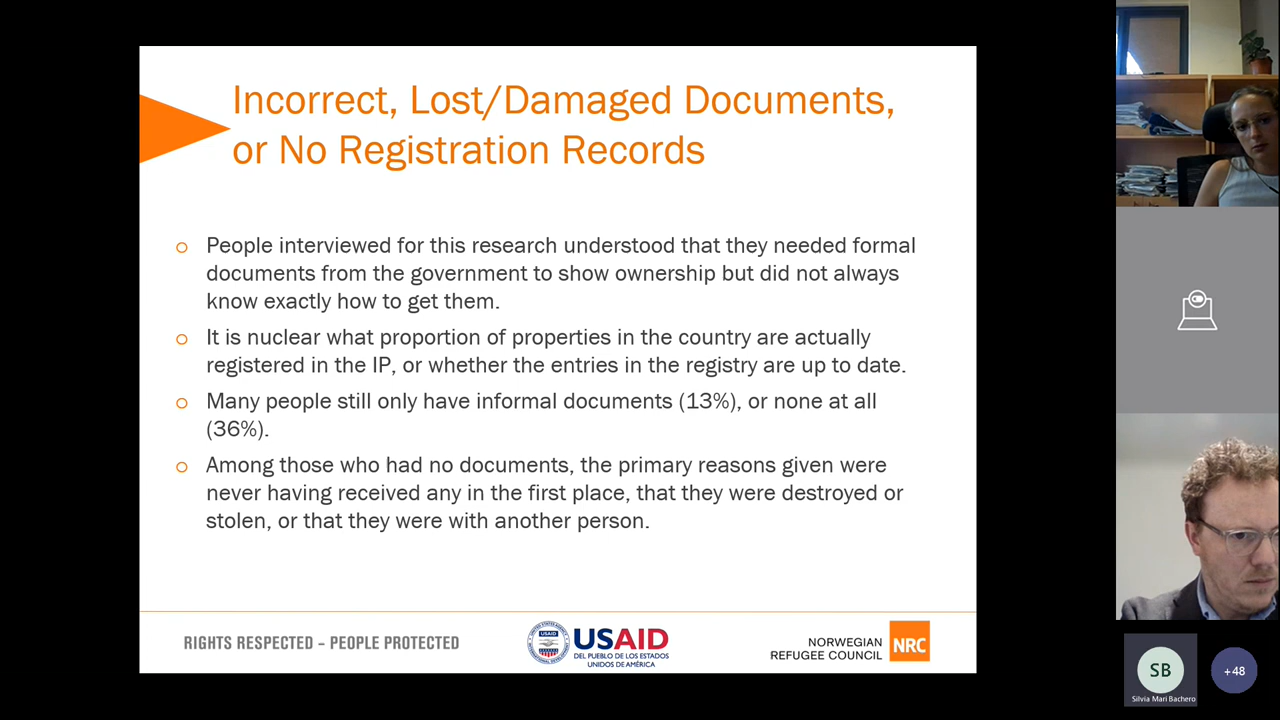 Incorrect, Lost/Damaged Documents,
or No Registration Records
o People interviewed for this research understood that they needed formal
documents from the government to show ownership but did not always
know exactly how to get them.
o It is nuclear what proportion of properties in the country are actually
registered in the IP, or whether the entries in the registry are up to date.
o Many people still only have informal documents (13%), or none at all
(36%).
o Among those who had no documents, the primary reasons given were
never having received any in the first place, that they were destroyed or
stolen, or that they were with another person.
RIGHTS RESPECTED – PEOPLE PROTECTED
USAID
USAID
DEL PUEBLO DE LOS ESTADOS
UNIDOS DE AMÉRICA
NORWEGIAN
REFUGEE COUNCIL
NRC
SB
Silvia Mari Bachero
+48